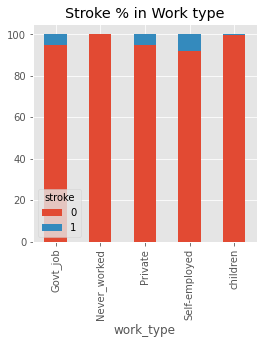 Stroke % in Work type
100
80
60
40
20
0
stroke
0
1
Govt_job
Never_worked
Private
Self-employed
children
work_type